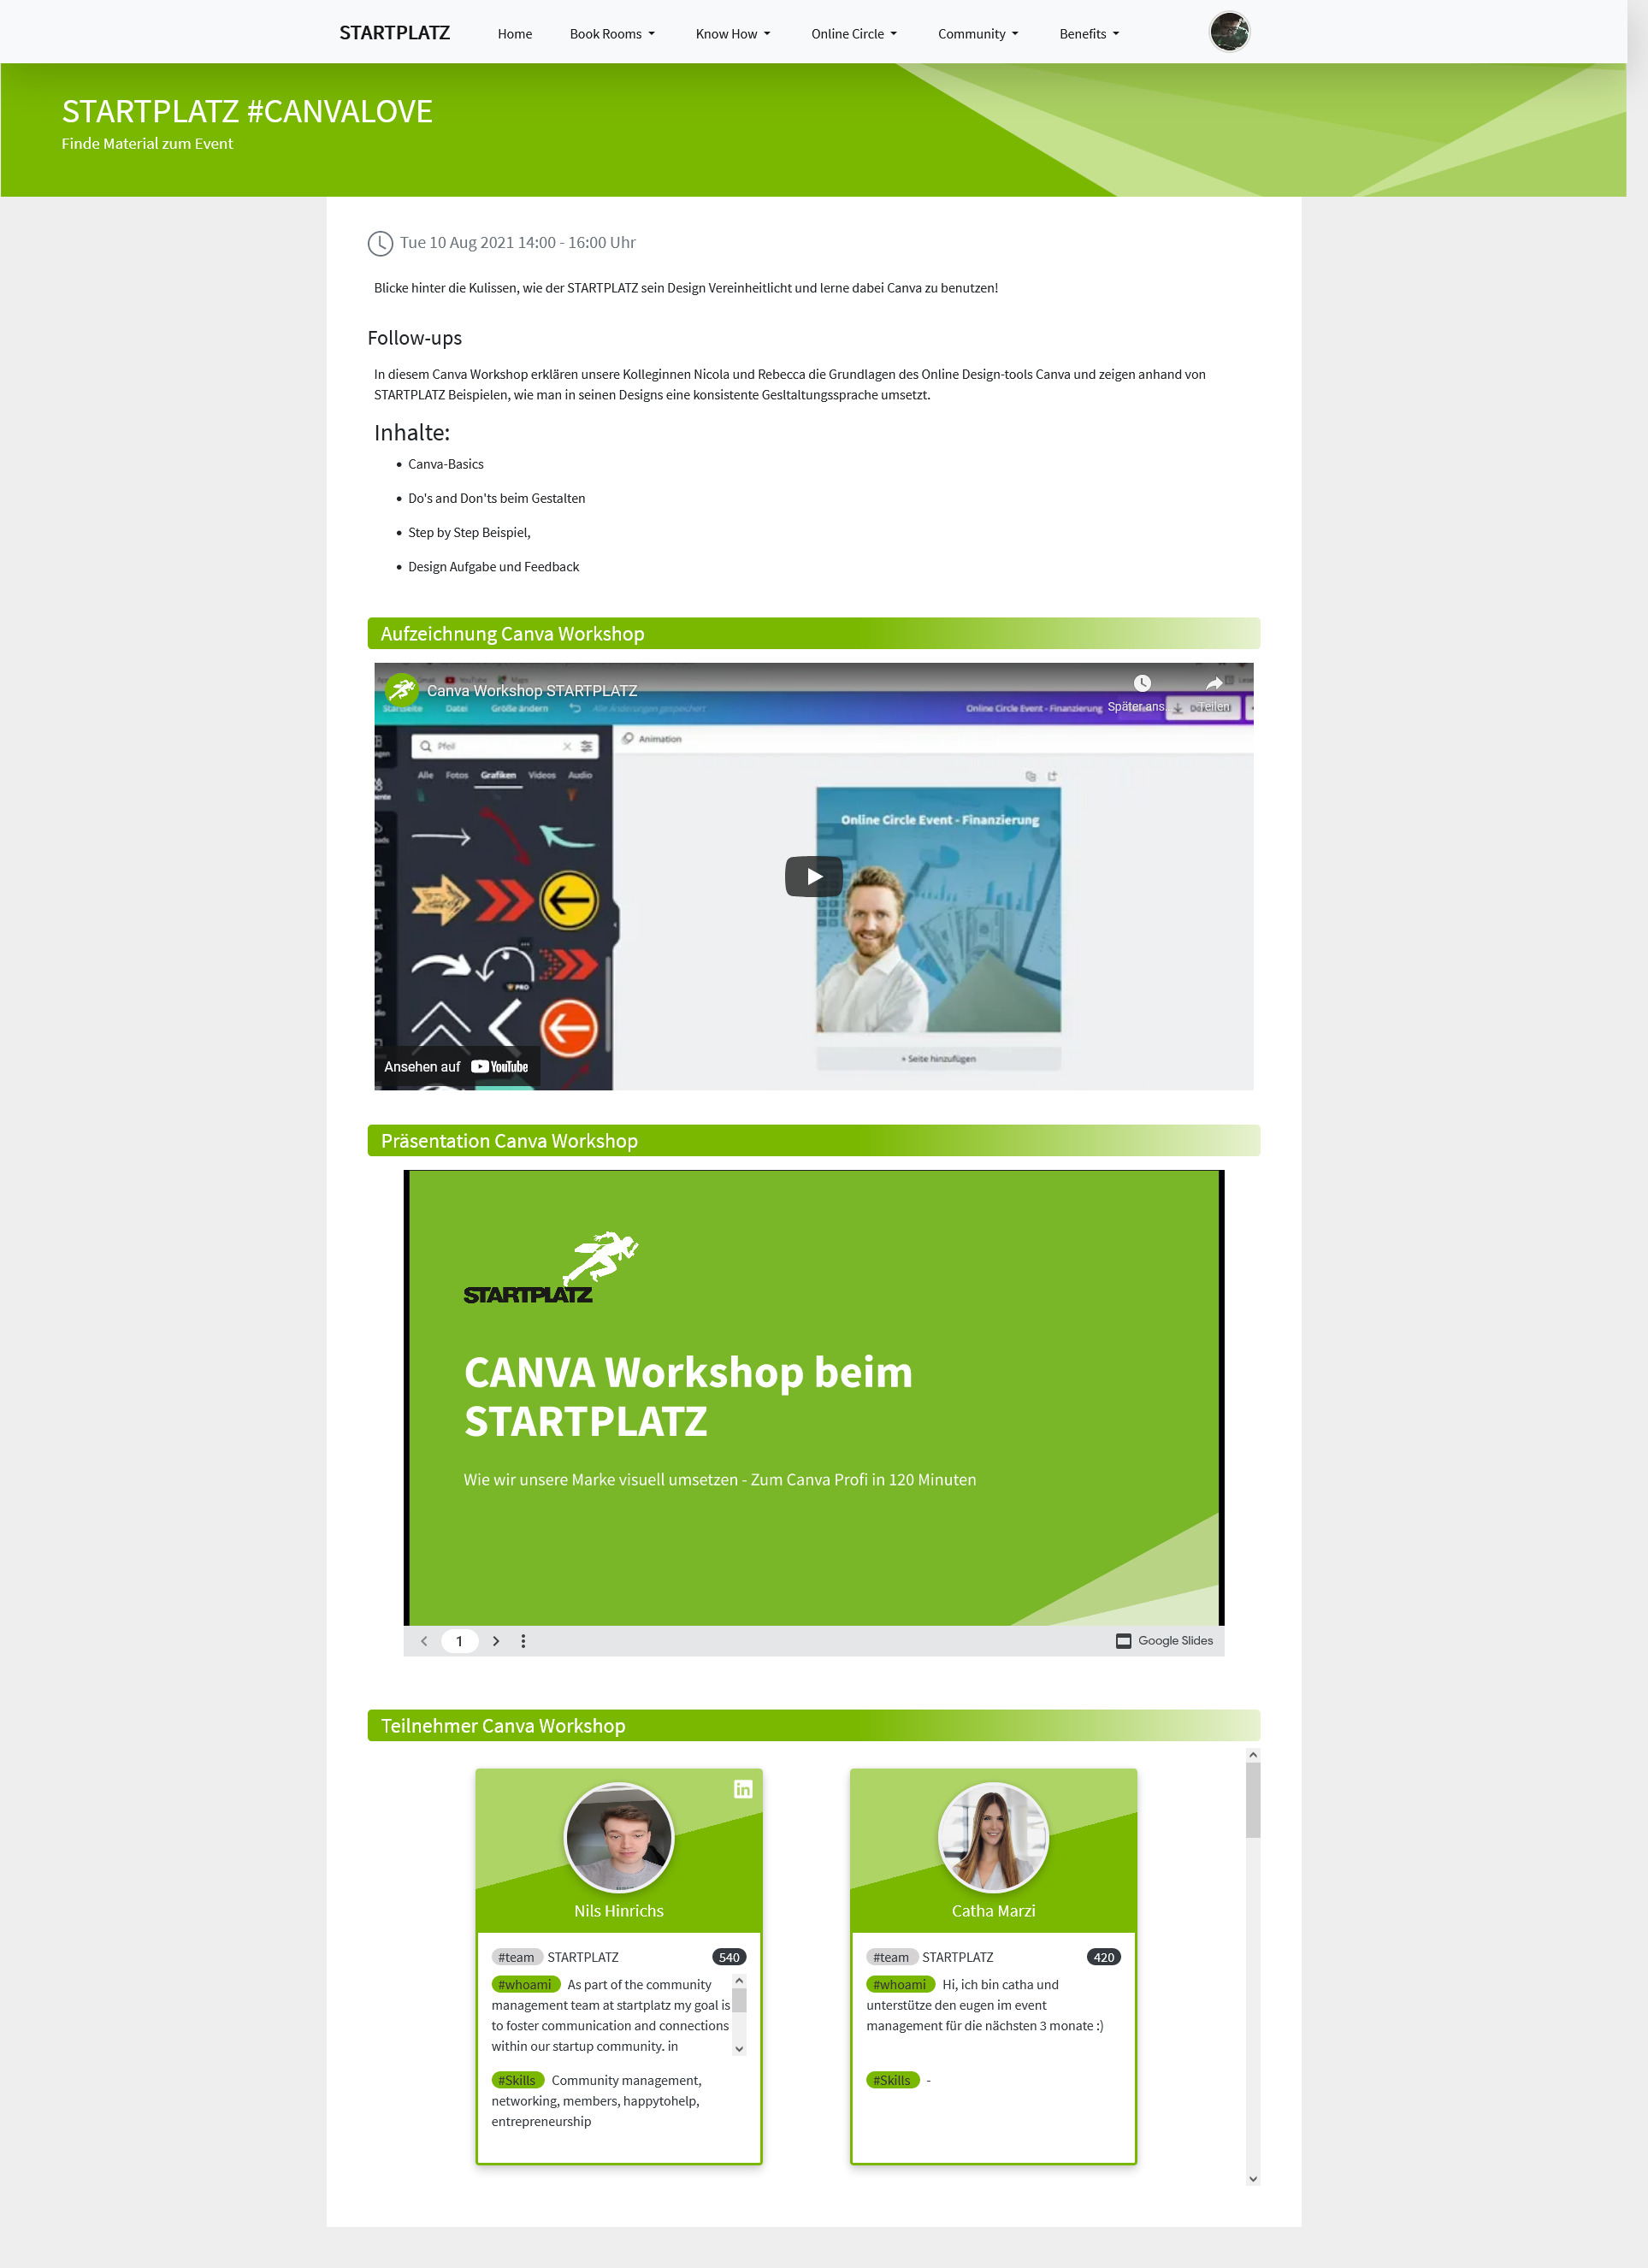 STARTPLATZ Home Book Rooms Know How Online Circle Community Benefits
STARTPLATZ #CANVALOVE
Finde Material zum Event
Tue 10 Aug 2021 14:00 - 16:00 Uhr
Blicke hinter die Kulissen, wie der STARTPLATZ sein Design Vereinheitlicht und lerne dabei Canva zu benutzen!
Follow-ups
In diesem Canva Workshop erklären unsere Kolleginnen Nicola und Rebecca die Grundlagen des Online Design-tools Canva und zeigen anhand von
STARTPLATZ Beispielen, wie man in seinen Designs eine konsistente Gesltaltungssprache umsetzt.
Inhalte:
Canva-Basics
Do's and Don'ts beim Gestalten
Step by Step Beispiel,
Design Aufgabe und Feedback
Aufzeichnung Canva Workshop
Canva Workshop STARTPLATZ
Später ans. Teilen
Startseite Datei Größe ändern Alle Änderungen gespeichert Online Circle Event - Finanzierung
Pfeil
Animation
Alle Fotos Grafiken Videos Audio
Online Circle Event - Finanzierung
PRO
+ Seite hinzufügen
Ansehen auf YouTube
Präsentation Canva Workshop
STARTPLATZ
CANVA Workshop beim
STARTPLATZ
Wie wir unsere Marke visuell umsetzen - Zum Canva Profi in 120 Minuten
1
Google Slides
Teilnehmer Canva Workshop
in
Nils Hinrichs
#team STARTPLATZ 540
#whoami As part of the community
management team at startplatz my goal is
to foster communication and connections
within our startup community. in
#Skills Community management,
networking, members, happytohelp,
entrepreneurship
Catha Marzi
#team STARTPLATZ 420
#whoami Hi, ich bin catha und
unterstütze den eugen im event
management für die nächsten 3 monate :)
#Skills -